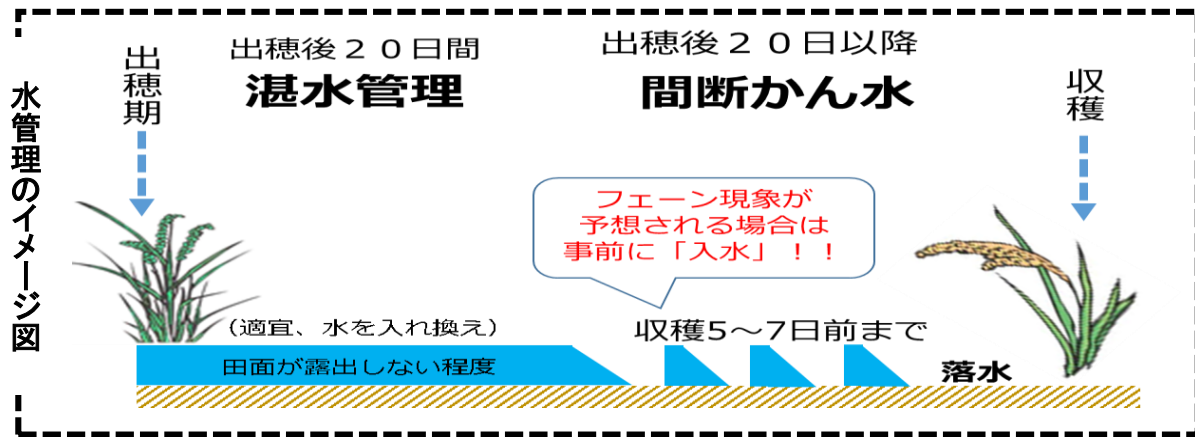 水管理のイメージ図
出穂期
出穂後２０日間
湛水管理
出穂後２０日以降
間断かん水
収穫
フェーン現象が
予想される場合は
事前に「入水」！！
（適宜、水を入れ換え）
収穫5～7日前まで
田面が露出しない程度
落水